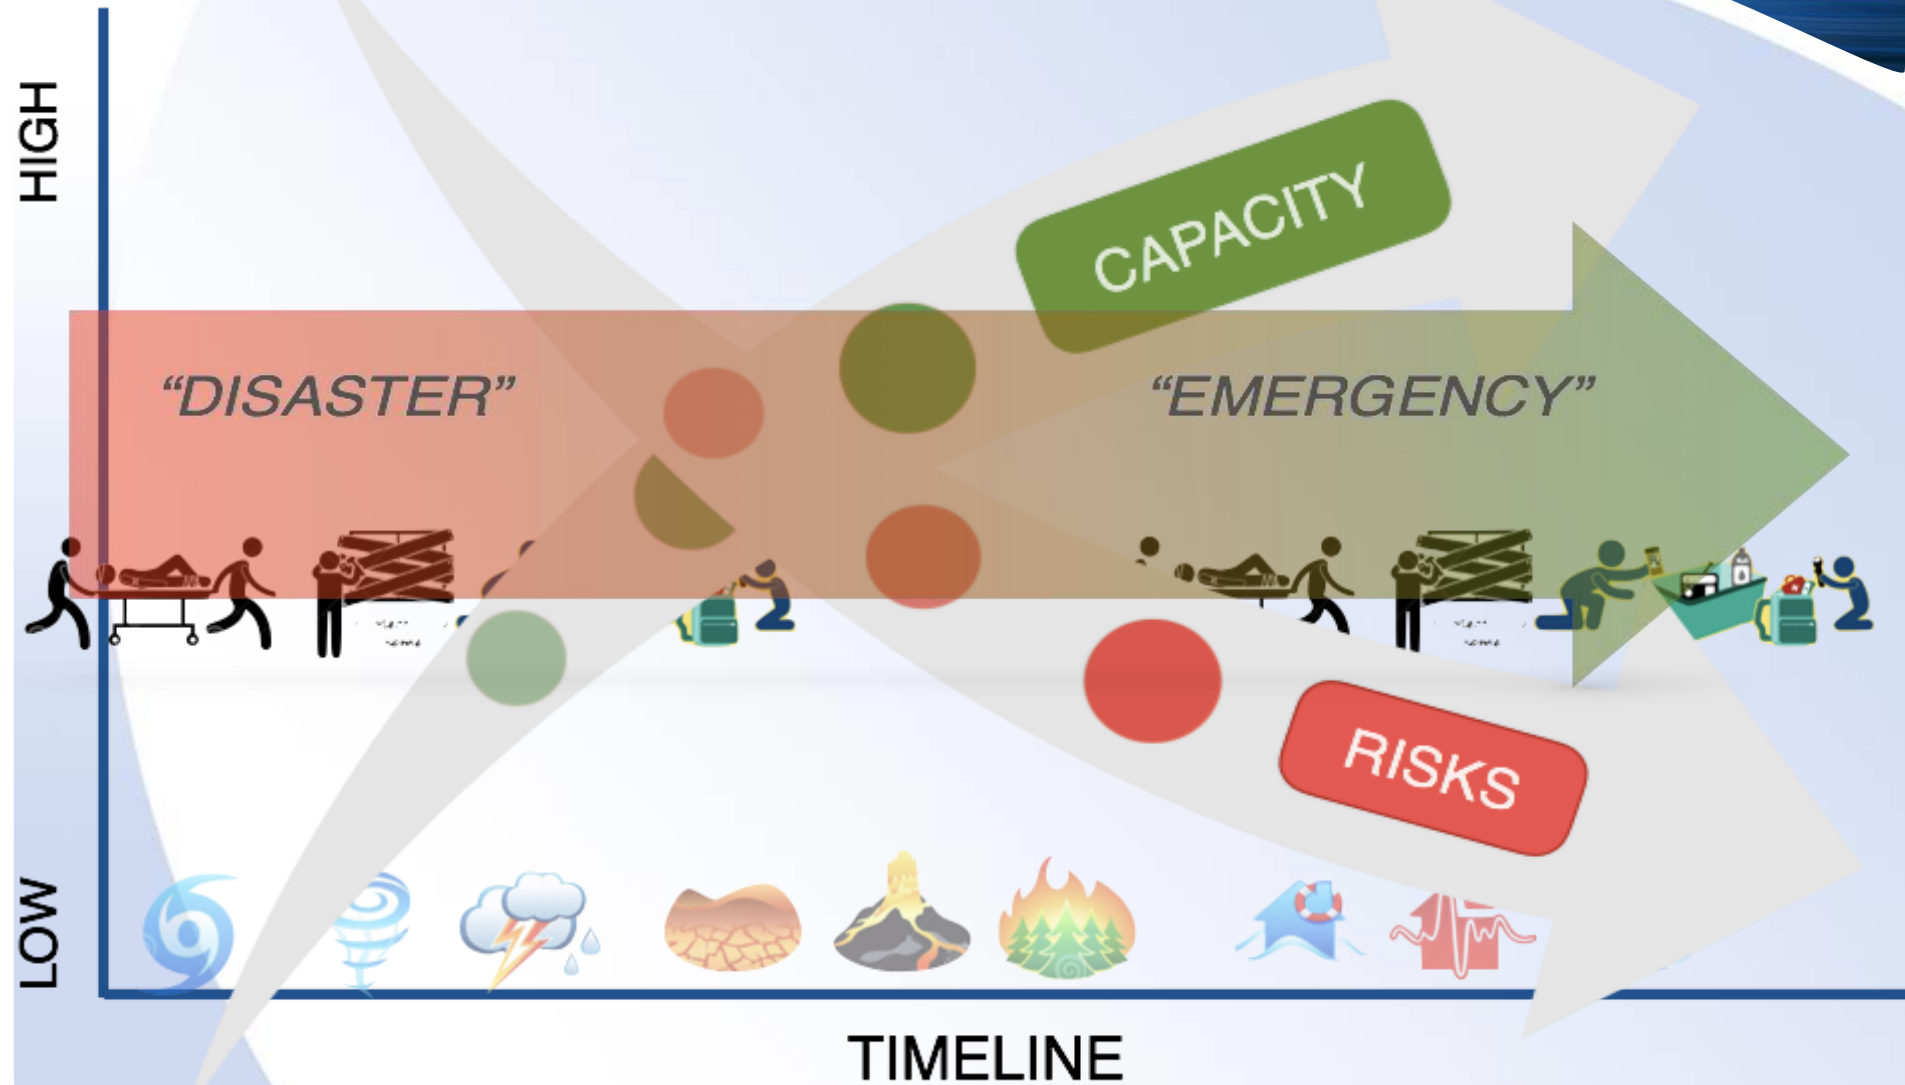 HIGH
CAPACITY
“DISASTER”
“EMERGENCY”
RISKS
LOW
TIMELINE